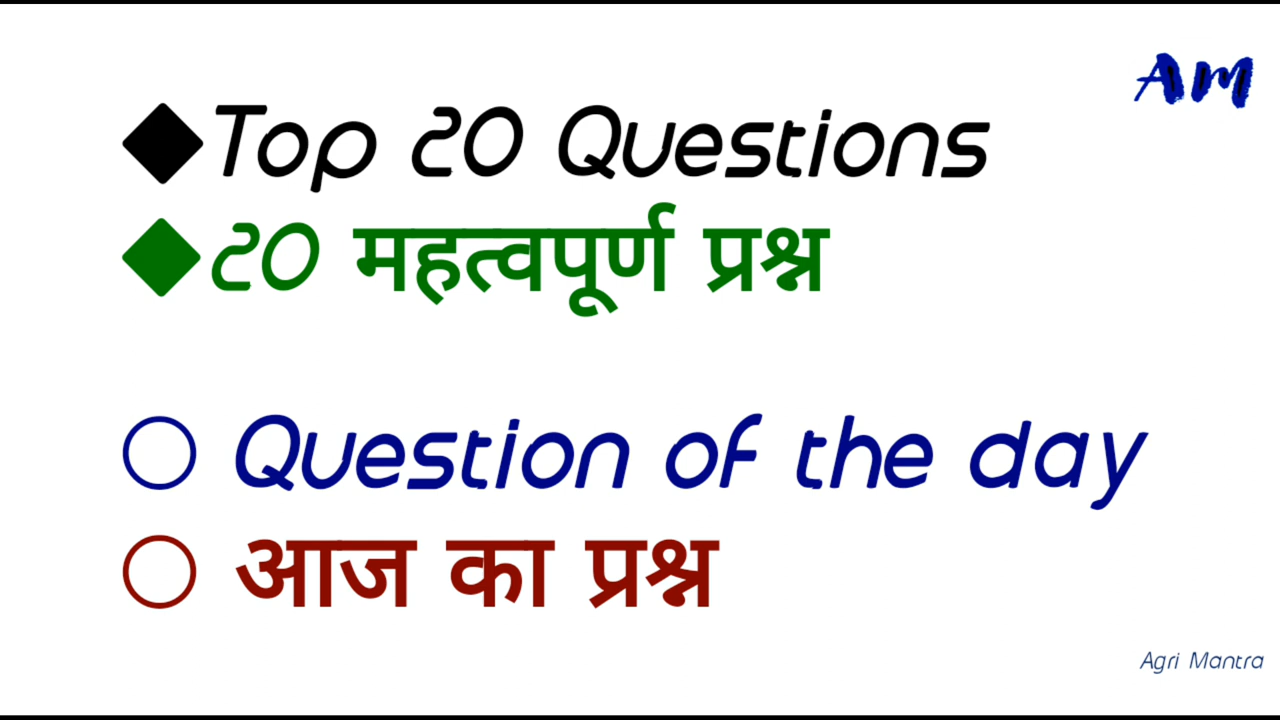 AM
◆Top 20 Questions
◆20 महत्वपूर्ण प्रश्न
○ Question of the day
○ आज का प्रश्न
Agri Mantra